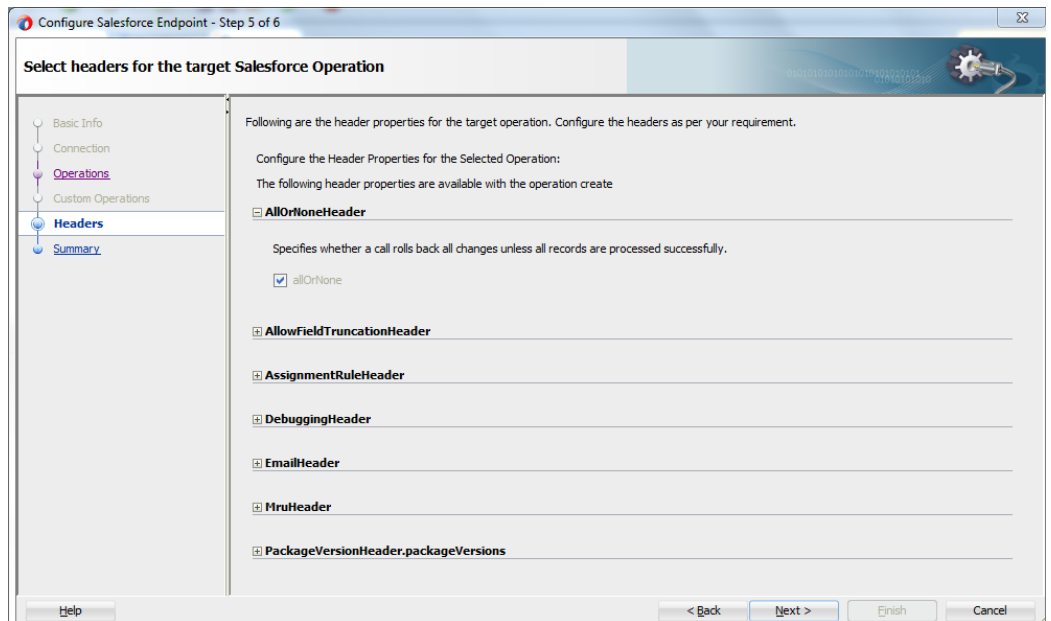 Configure Salesforce Endpoint - Step 5 of 6
Select headers for the target Salesforce Operation
Basic Info
Connection
Operations
Custom Operations
Headers
Summary
Following are the header properties for the target operation. Configure the headers as per your requirement.
Configure the Header Properties for the Selected Operation:
The following header properties are available with the operation create
AllOrNoneHeader
Specifies whether a call rolls back all changes unless all records are processed successfully.
allOrNone
AllowFieldTruncationHeader
AssignmentRuleHeader
DebuggingHeader
EmailHeader
MruHeader
PackageVersionHeader.packageVersions
Help
< Back
Next >
Finish
Cancel